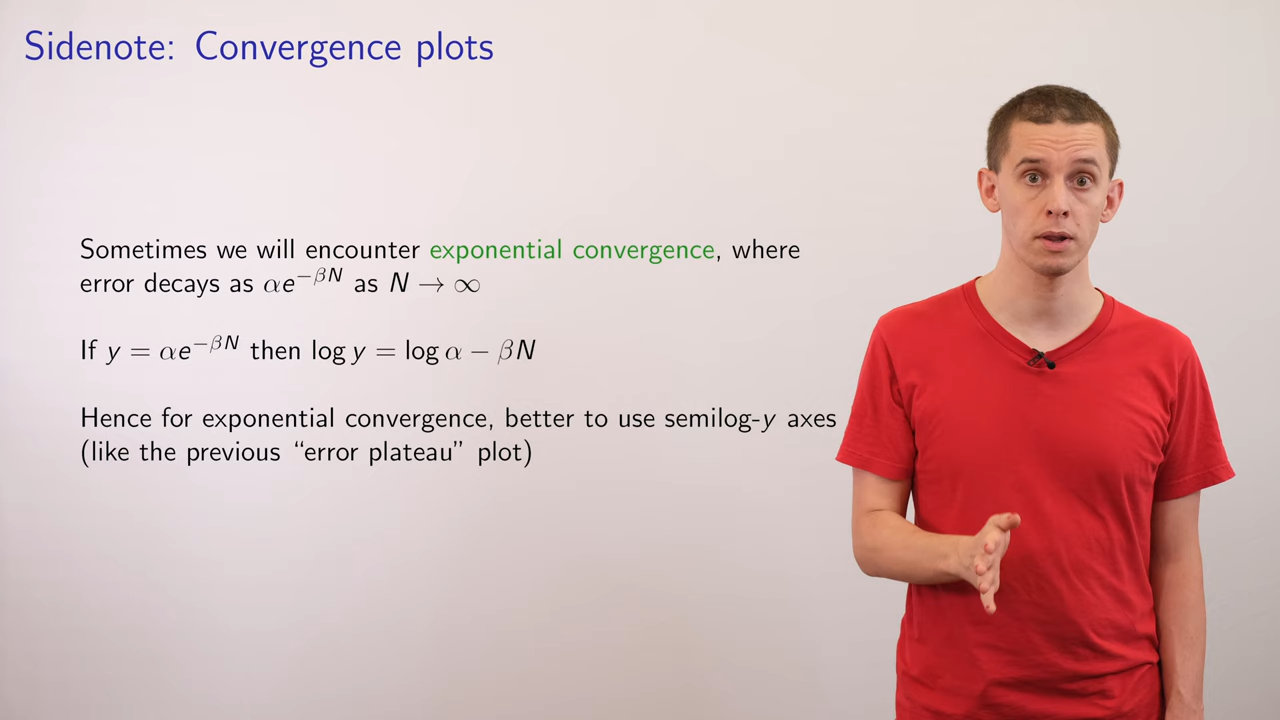 Sidenote: Convergence plots
Sometimes we will encounter exponential convergence, where
error decays as αe^{−βN} as N → ∞
If y = αe^{−βN} then log y = log α − βN
Hence for exponential convergence, better to use semilog-y axes
(like the previous “error plateau” plot)